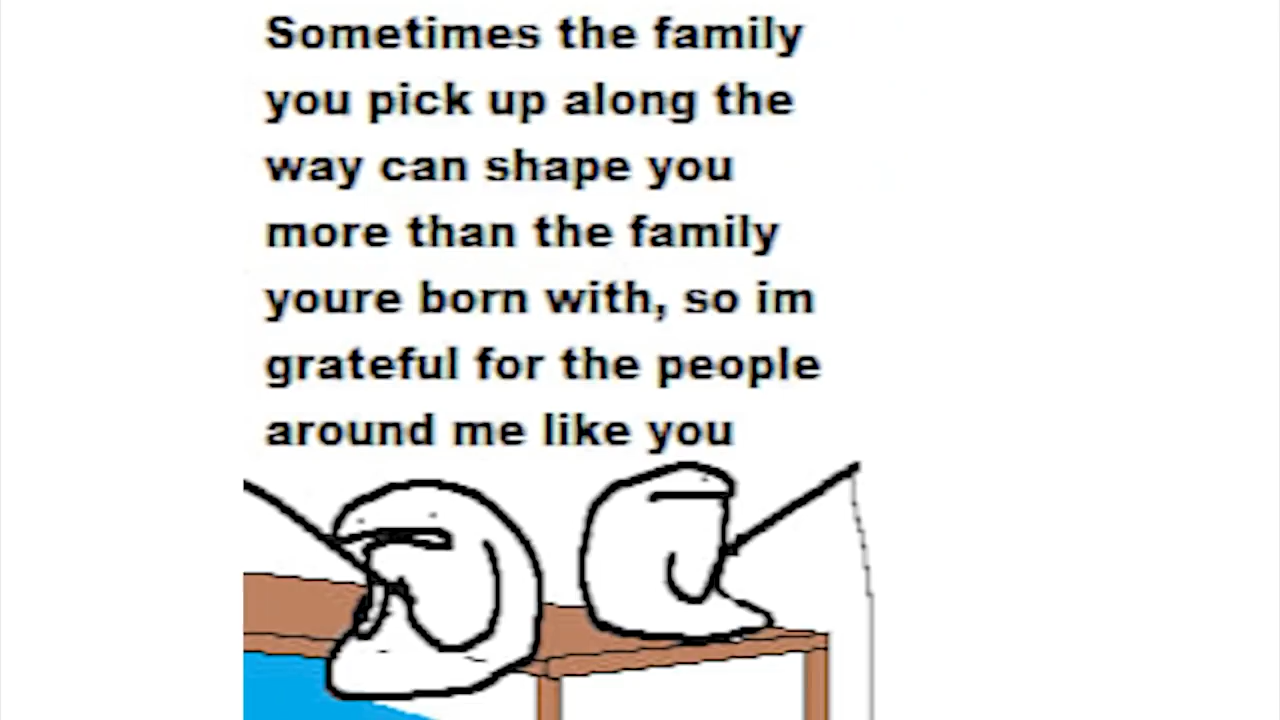 Sometimes the family
you pick up along the
way can shape you
more than the family
youre born with, so im
grateful for the people
around me like you